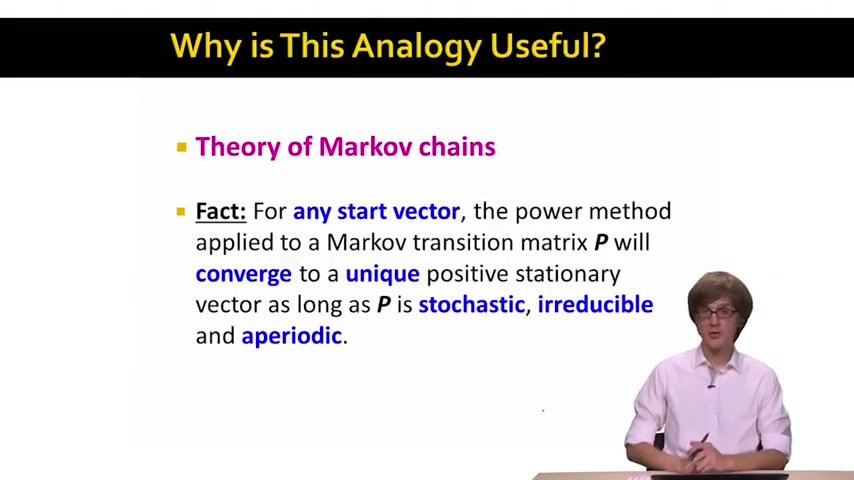 Why is This Analogy Useful?
Theory of Markov chains
Fact: For any start vector, the power method
applied to a Markov transition matrix P will
converge to a unique positive stationary
vector as long as P is stochastic, irreducible
and aperiodic.